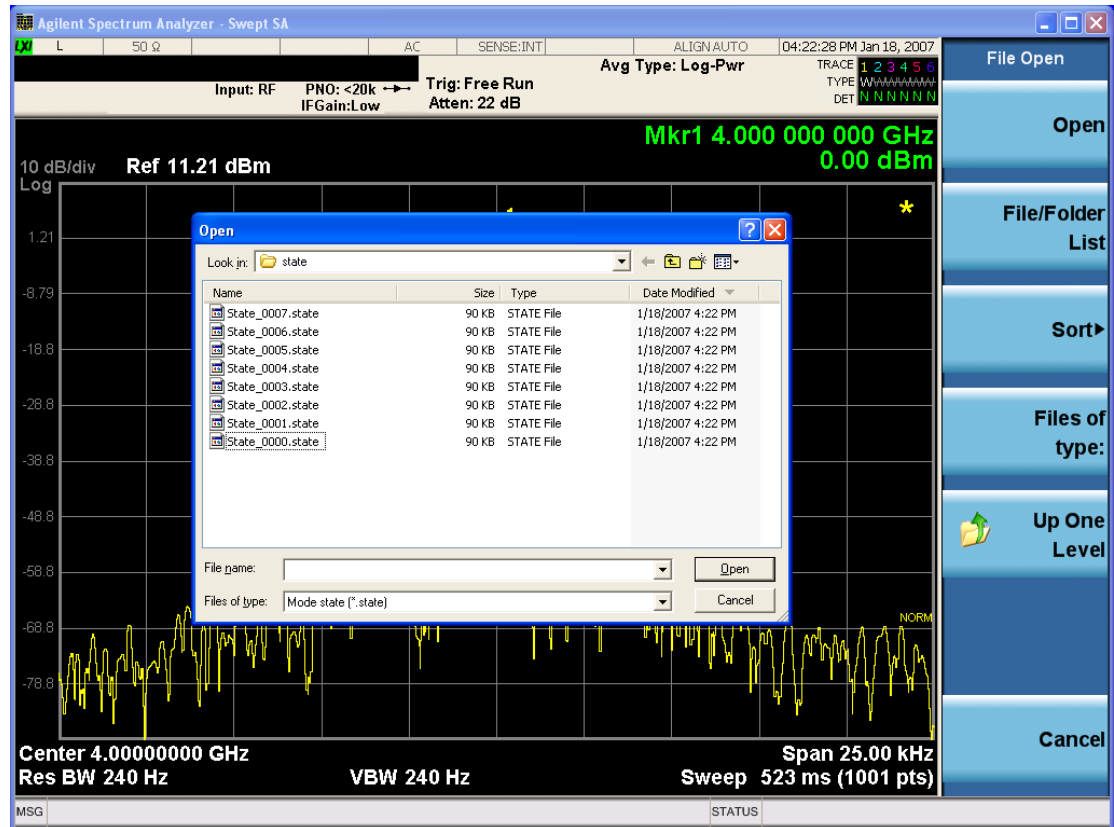 Agilent Spectrum Analyzer - Swept SA
LXI L 50 Ω AC SENSE:INT ALIGN AUTO 04:22:28 PM Jan 18, 2007
Input: RF PNO: <20k Trig: Free Run Avg Type: Log-Pwr TRACE 1 2 3 4 5 6
IFGain:Low Atten: 22 dB TYPE WWWWWW
DET N N N N N N
Mkr1 4.000 000 000 GHz
0.00 dBm
10 dB/div Ref 11.21 dBm
Log
1
*
1.21
-8.79
-18.8
-28.8
-38.8
-48.8
-58.8
-68.8
-78.8
NORM
Open
Look in: state
Name Size Type Date Modified
State_0007.state 90 KB STATE File 1/18/2007 4:22 PM
State_0006.state 90 KB STATE File 1/18/2007 4:22 PM
State_0005.state 90 KB STATE File 1/18/2007 4:22 PM
State_0004.state 90 KB STATE File 1/18/2007 4:22 PM
State_0003.state 90 KB STATE File 1/18/2007 4:22 PM
State_0002.state 90 KB STATE File 1/18/2007 4:22 PM
State_0001.state 90 KB STATE File 1/18/2007 4:22 PM
State_0000.state 90 KB STATE File 1/18/2007 4:22 PM
File name: Open
Files of type: Mode state (*.state) Cancel
Center 4.00000000 GHz Span 25.00 kHz
Res BW 240 Hz VBW 240 Hz Sweep 523 ms (1001 pts)
MSG STATUS
File Open
Open
File/Folder
List
Sort▶
Files of
type:
Up One
Level
Cancel